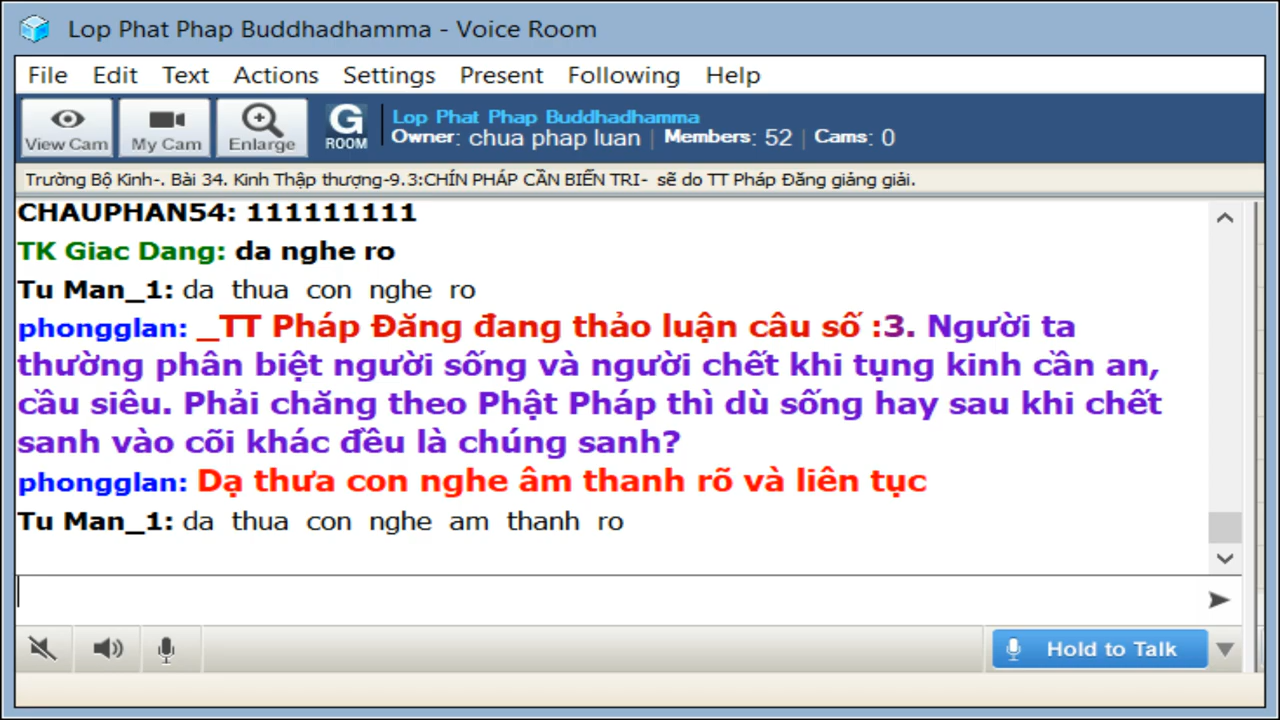 Lop Phat Phap Buddhadhamma - Voice Room
File Edit Text Actions Settings Present Following Help
View Cam My Cam Enlarge G ROOM
Lop Phat Phap Buddhadhamma
Owner: chua phap luan | Members: 52 | Cams: 0
Trường Bộ Kinh-. Bài 34. Kinh Thập thượng-9.3:CHÍN PHÁP CẦN BIẾN TRI- sẽ do TT Pháp Đăng giảng giải.
CHAUPHAN54: 111111111
TK Giac Dang: da nghe ro
Tu Man_1: da thua con nghe ro
phongglan: _TT Pháp Đăng đang thảo luận câu số :3. Người ta
thường phân biệt người sống và người chết khi tụng kinh cần an,
cầu siêu. Phải chăng theo Phật Pháp thì dù sống hay sau khi chết
sanh vào cõi khác đều là chúng sanh?
phongglan: Dạ thưa con nghe âm thanh rõ và liên tục
Tu Man_1: da thua con nghe am thanh ro
Hold to Talk